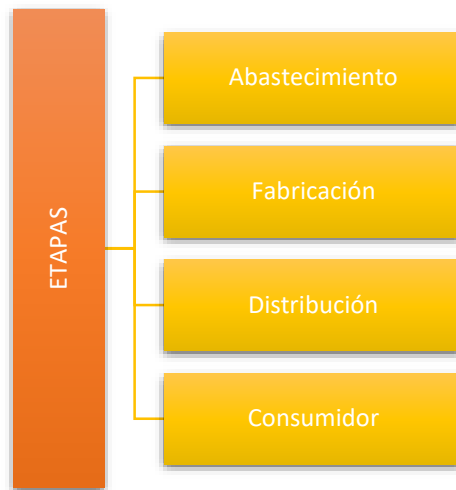 ETAPAS
Abastecimiento
Fabricación
Distribución
Consumidor